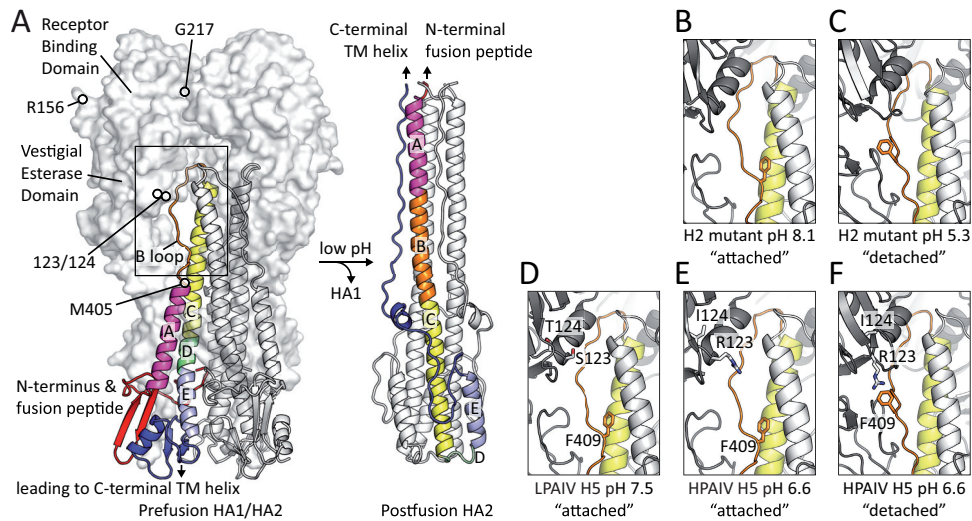 A
Receptor
Binding
Domain
G217
R156
Vestigial
Esterase
Domain
123/124
B loop
M405
A
C
D
E
N-terminus &
fusion peptide
leading to C-terminal TM helix
Prefusion HA1/HA2
low pH
HA1
C-terminal
TM helix
N-terminal
fusion peptide
A
B
C
E
D
Postfusion HA2
B
H2 mutant pH 8.1
“attached”
C
H2 mutant pH 5.3
“detached”
D
T124
S123
F409
LPAIV H5 pH 7.5
“attached”
E
I124
R123
F409
HPAIV H5 pH 6.6
“attached”
F
I124
R123
F409
HPAIV H5 pH 6.6
“detached”